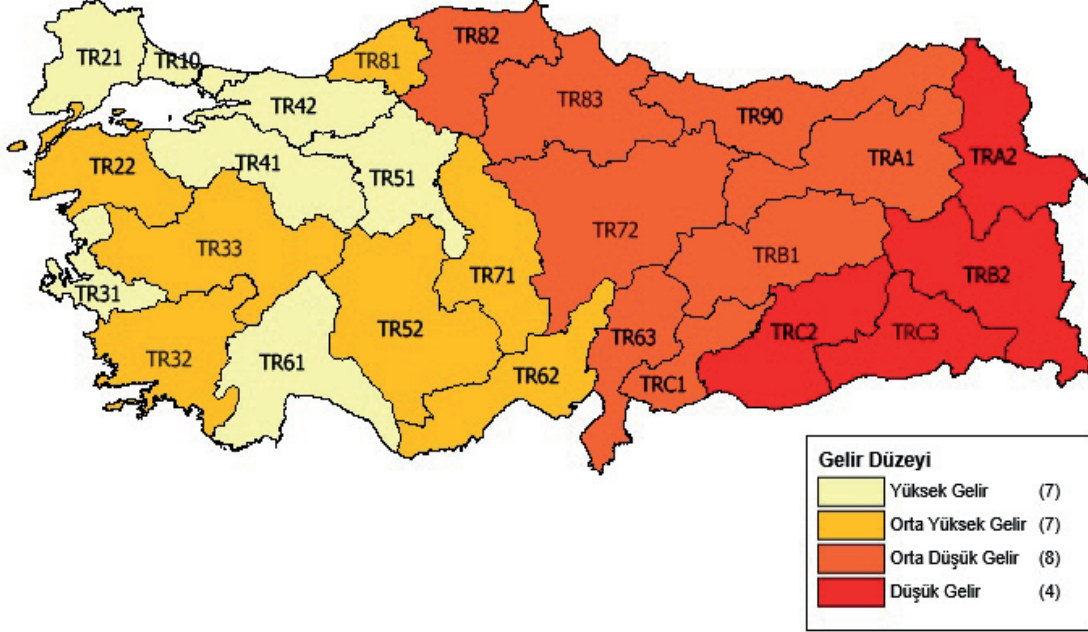 TR82
TR21
TR10
TR81
TR42
TR83
TR90
TR41
TRA1
TR22
TR51
TRA2
TR72
TR33
TRB1
TR71
TRB2
TR31
TR52
TR63
TRC2
TRC3
TR32
TR61
TR62
TRC1
Gelir Düzeyi
Yüksek Gelir (7)
Orta Yüksek Gelir (7)
Orta Düşük Gelir (8)
Düşük Gelir (4)